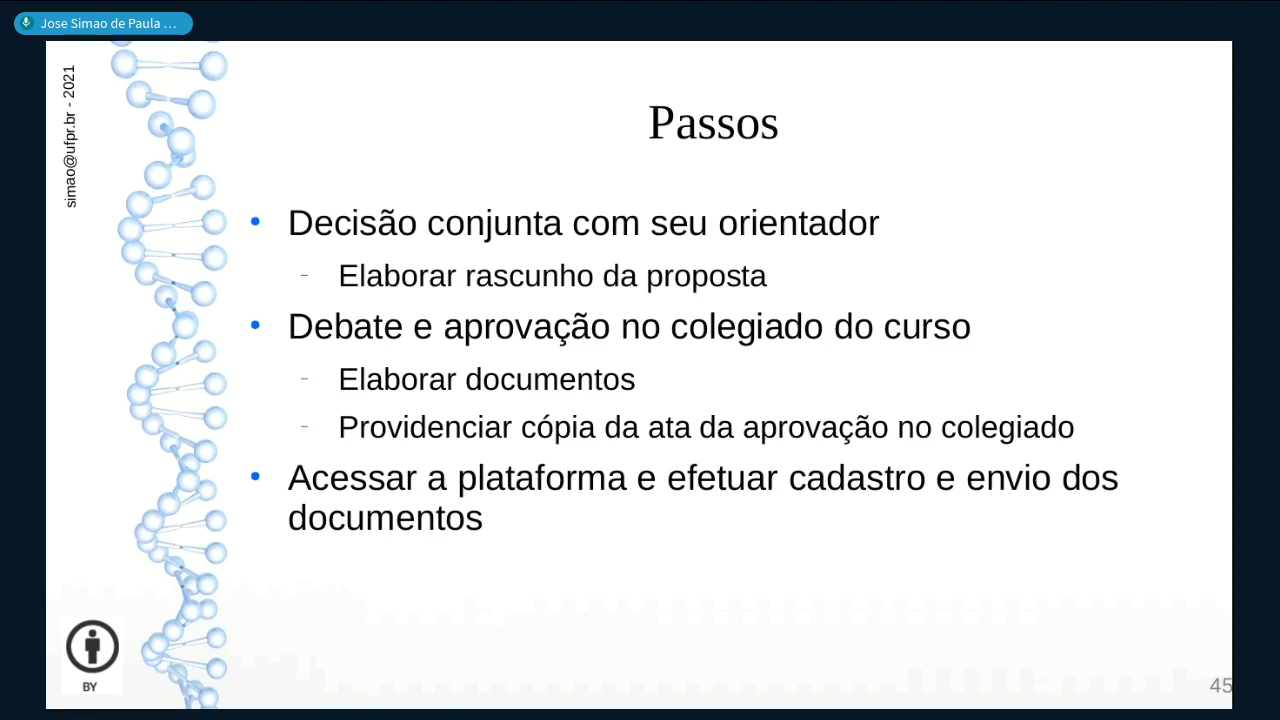 Jose Simao de Paula ...
simao@ufpr.br - 2021
Passos
• Decisão conjunta com seu orientador
- Elaborar rascunho da proposta
• Debate e aprovação no colegiado do curso
- Elaborar documentos
- Providenciar cópia da ata da aprovação no colegiado
• Acessar a plataforma e efetuar cadastro e envio dos
documentos
BY
45